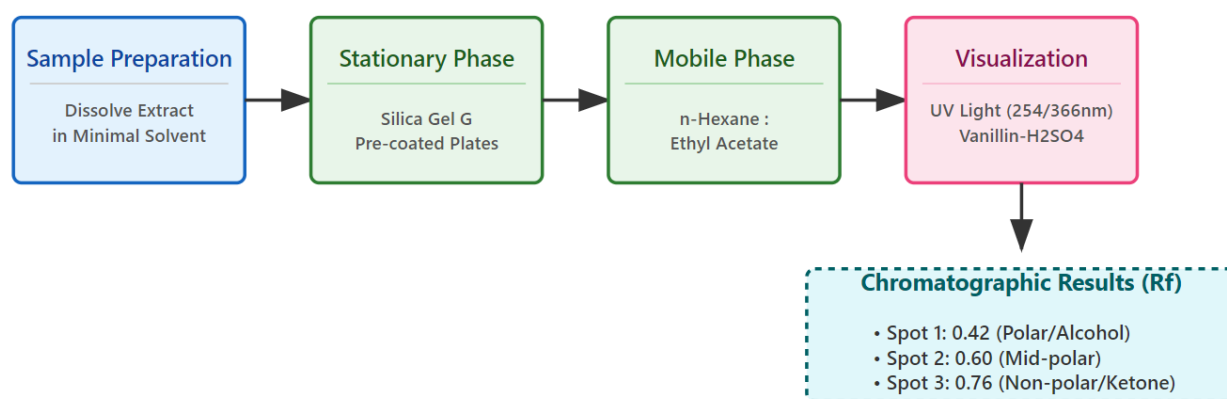 Sample Preparation
Dissolve Extract
in Minimal Solvent
Stationary Phase
Silica Gel G
Pre-coated Plates
Mobile Phase
n-Hexane :
Ethyl Acetate
Visualization
UV Light (254/366nm)
Vanillin-H2SO4
Chromatographic Results (Rf)
• Spot 1: 0.42 (Polar/Alcohol)
• Spot 2: 0.60 (Mid-polar)
• Spot 3: 0.76 (Non-polar/Ketone)